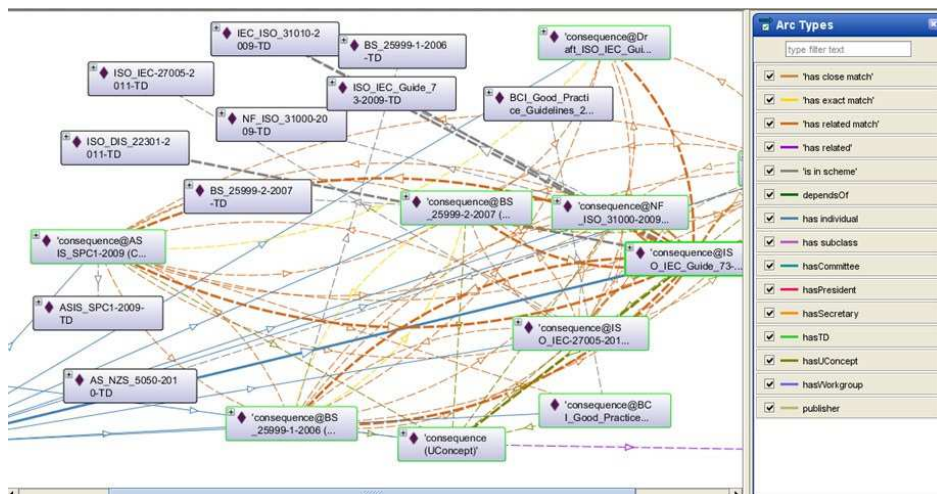 IEC_ISO_31010-2
009-TD
BS_25999-1-2006
-TD
'consequence@Dr
aft_ISO_IEC_Gui...
ISO_IEC-27005-2
011-TD
ISO_IEC_Guide_7
3-2009-TD
BCI_Good_Practi
ce_Guidelines_2...
NF_ISO_31000-20
09-TD
ISO_DIS_22301-2
011-TD
BS_25999-2-2007
-TD
'consequence@BS
_25999-2-2007 (...
'consequence@NF
_ISO_31000-2009...
'consequence@AS
IS_SPC1-2009 (C...
'consequence@IS
O_IEC_Guide_73-...
ASIS_SPC1-2009-
TD
'consequence@IS
O_IEC-27005-201...
AS_NZS_5050-201
0-TD
'consequence@BS
_25999-1-2006 (...
'consequence@BC
I_Good_Practice...
'consequence
(UConcept)'
Arc Types
type filter text
'has close match'
'has exact match'
'has related match'
'has related'
'is in scheme'
dependsOf
has individual
has subclass
hasCommittee
hasPresident
hasSecretary
hasTD
hasUConcept
hasWorkgroup
publisher